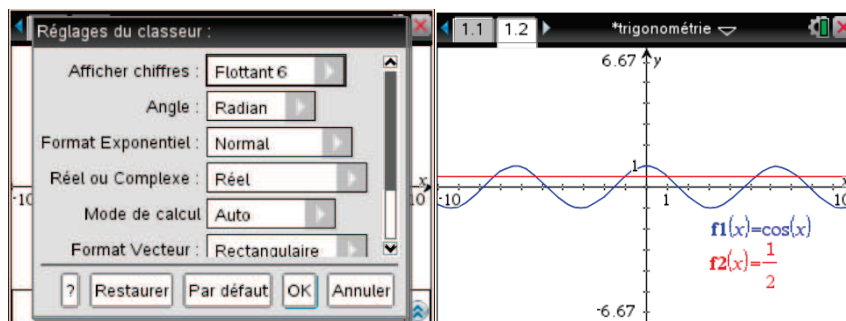 Réglages du classeur :
Afficher chiffres : Flottant 6
Angle : Radian
Format Exponentiel : Normal
Réel ou Complexe : Réel
Mode de calcul Auto
Format Vecteur : Rectangulaire
? Restaurer Par défaut OK Annuler
-10 x 10
1.1 1.2 *trigonométrie
6.67 y
1 x
-10 1 10
f1(x)=cos(x)
f2(x)=1/2
-6.67